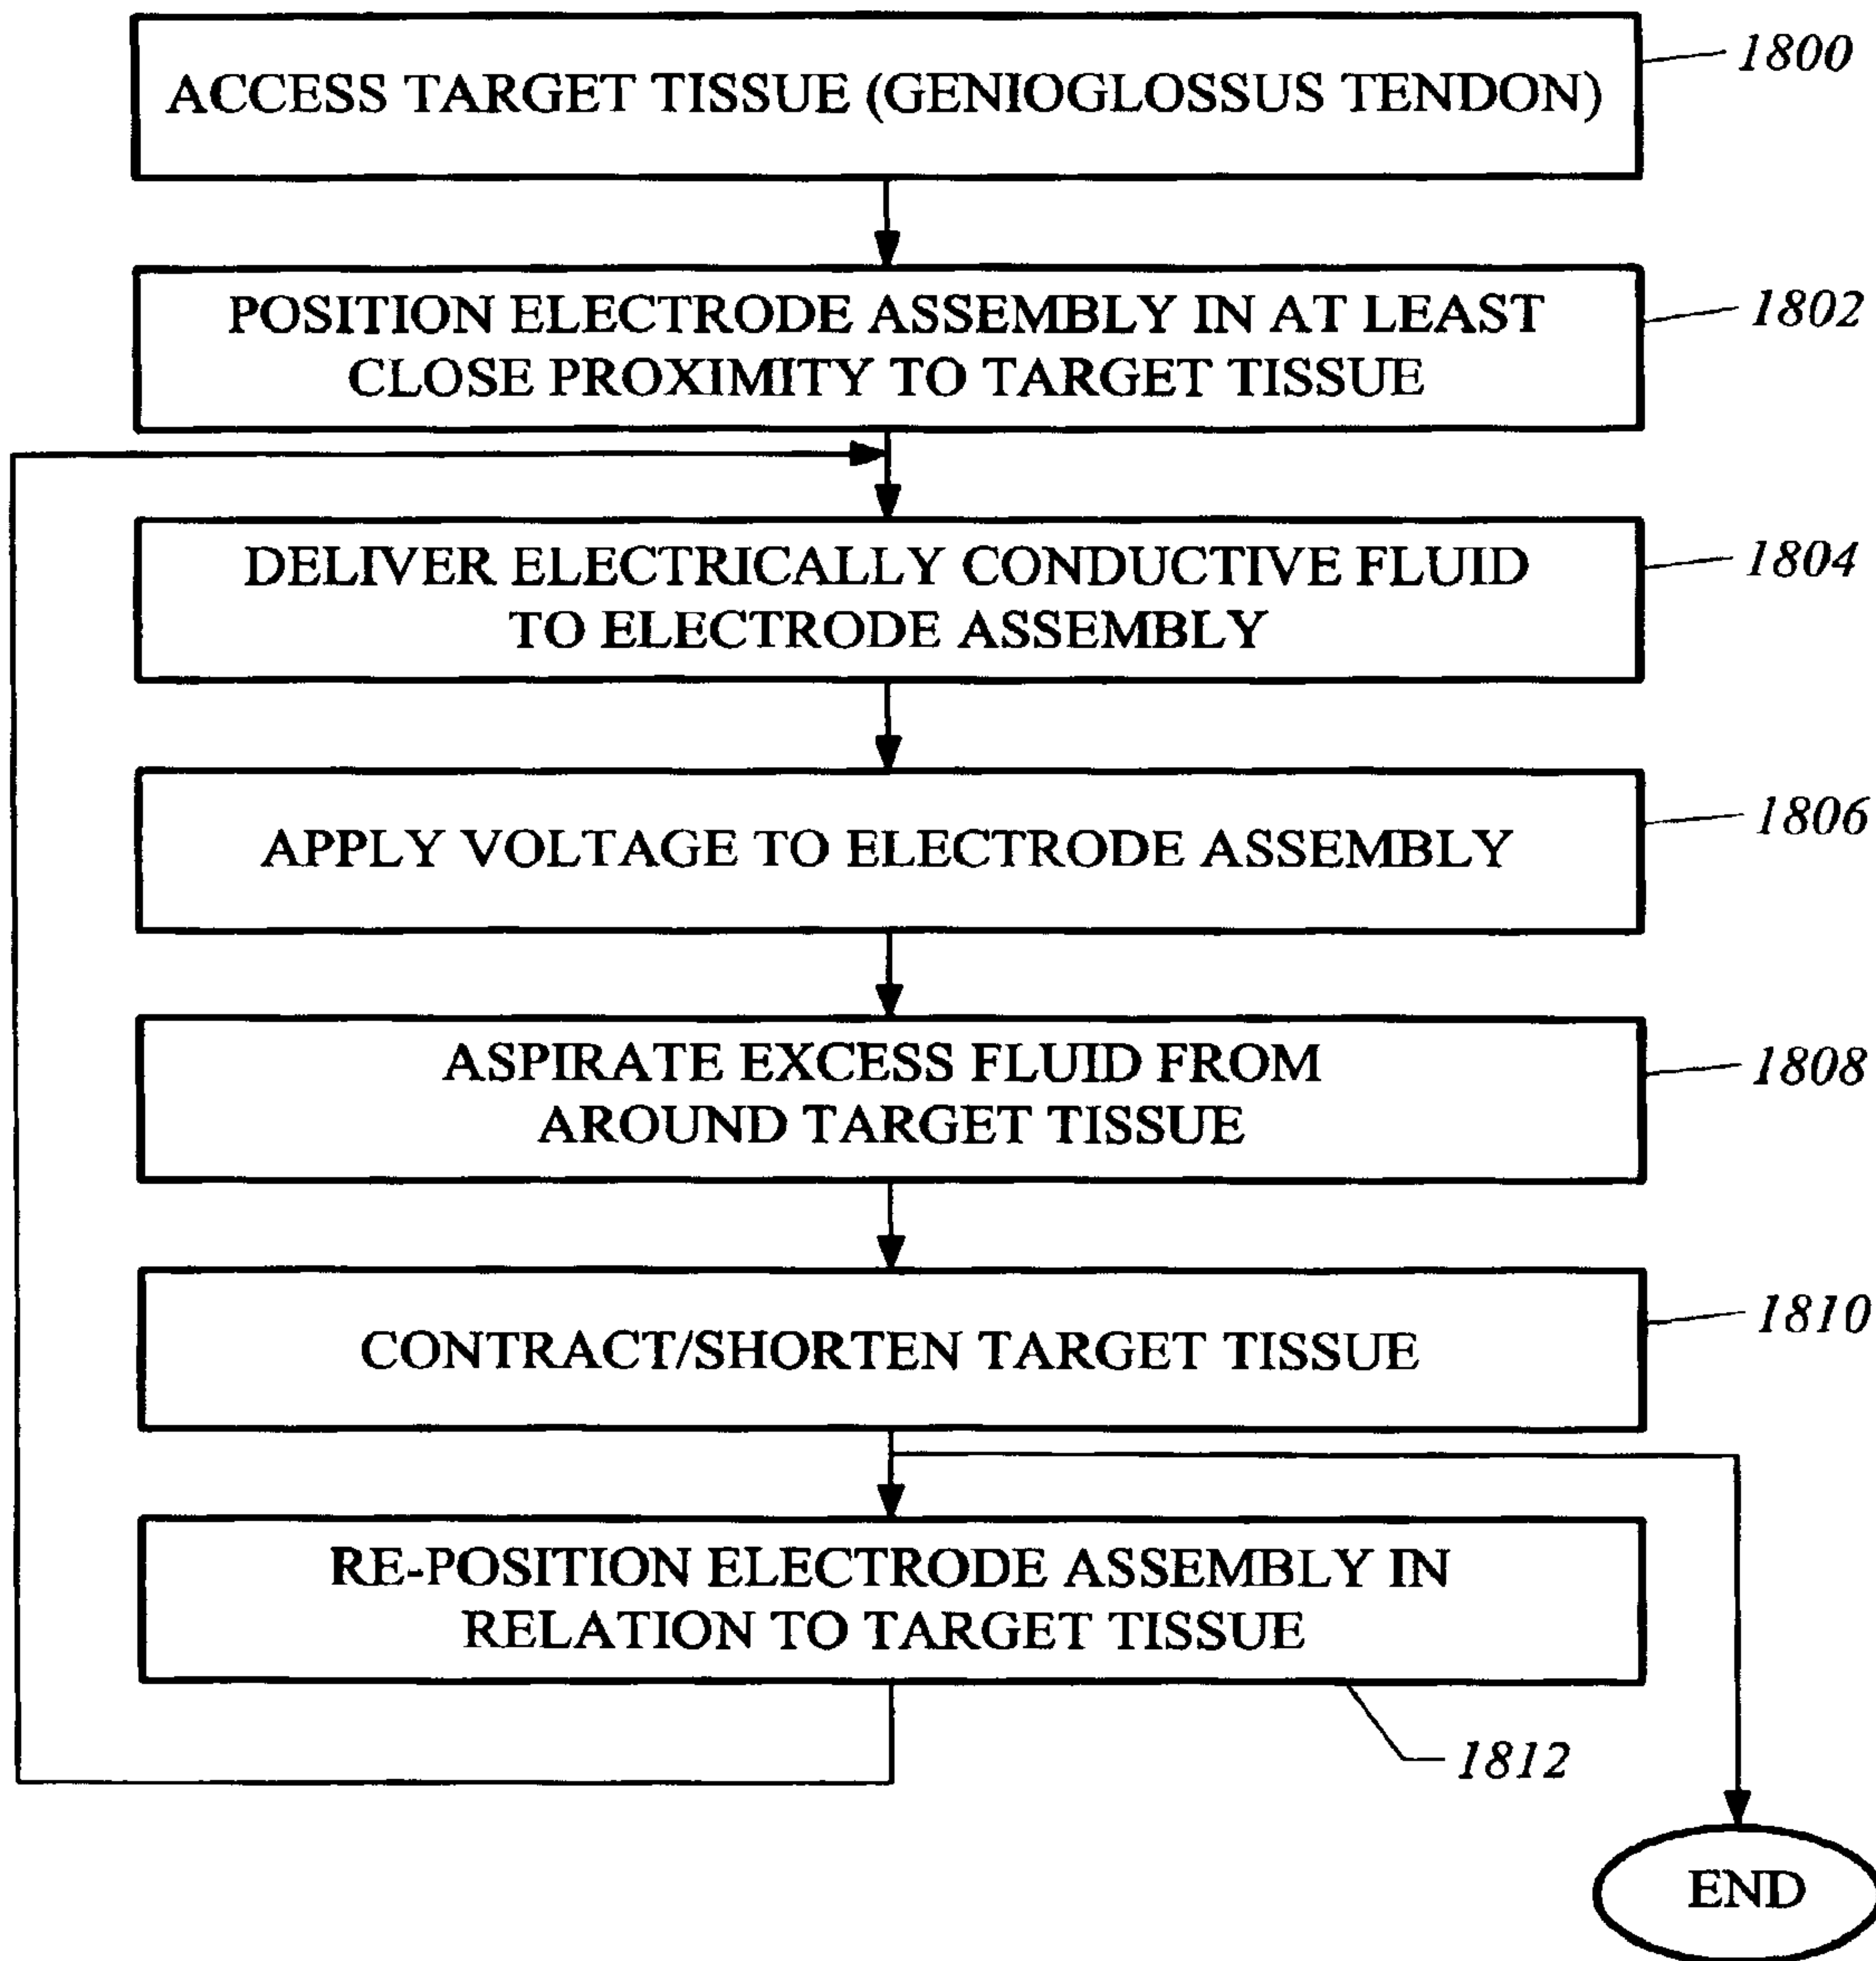 ACCESS TARGET TISSUE (GENIOGLOSSUS TENDON)
1800
POSITION ELECTRODE ASSEMBLY IN AT LEAST
CLOSE PROXIMITY TO TARGET TISSUE
1802
DELIVER ELECTRICALLY CONDUCTIVE FLUID
TO ELECTRODE ASSEMBLY
1804
APPLY VOLTAGE TO ELECTRODE ASSEMBLY
1806
ASPIRATE EXCESS FLUID FROM
AROUND TARGET TISSUE
1808
CONTRACT/SHORTEN TARGET TISSUE
1810
RE-POSITION ELECTRODE ASSEMBLY IN
RELATION TO TARGET TISSUE
1812
END